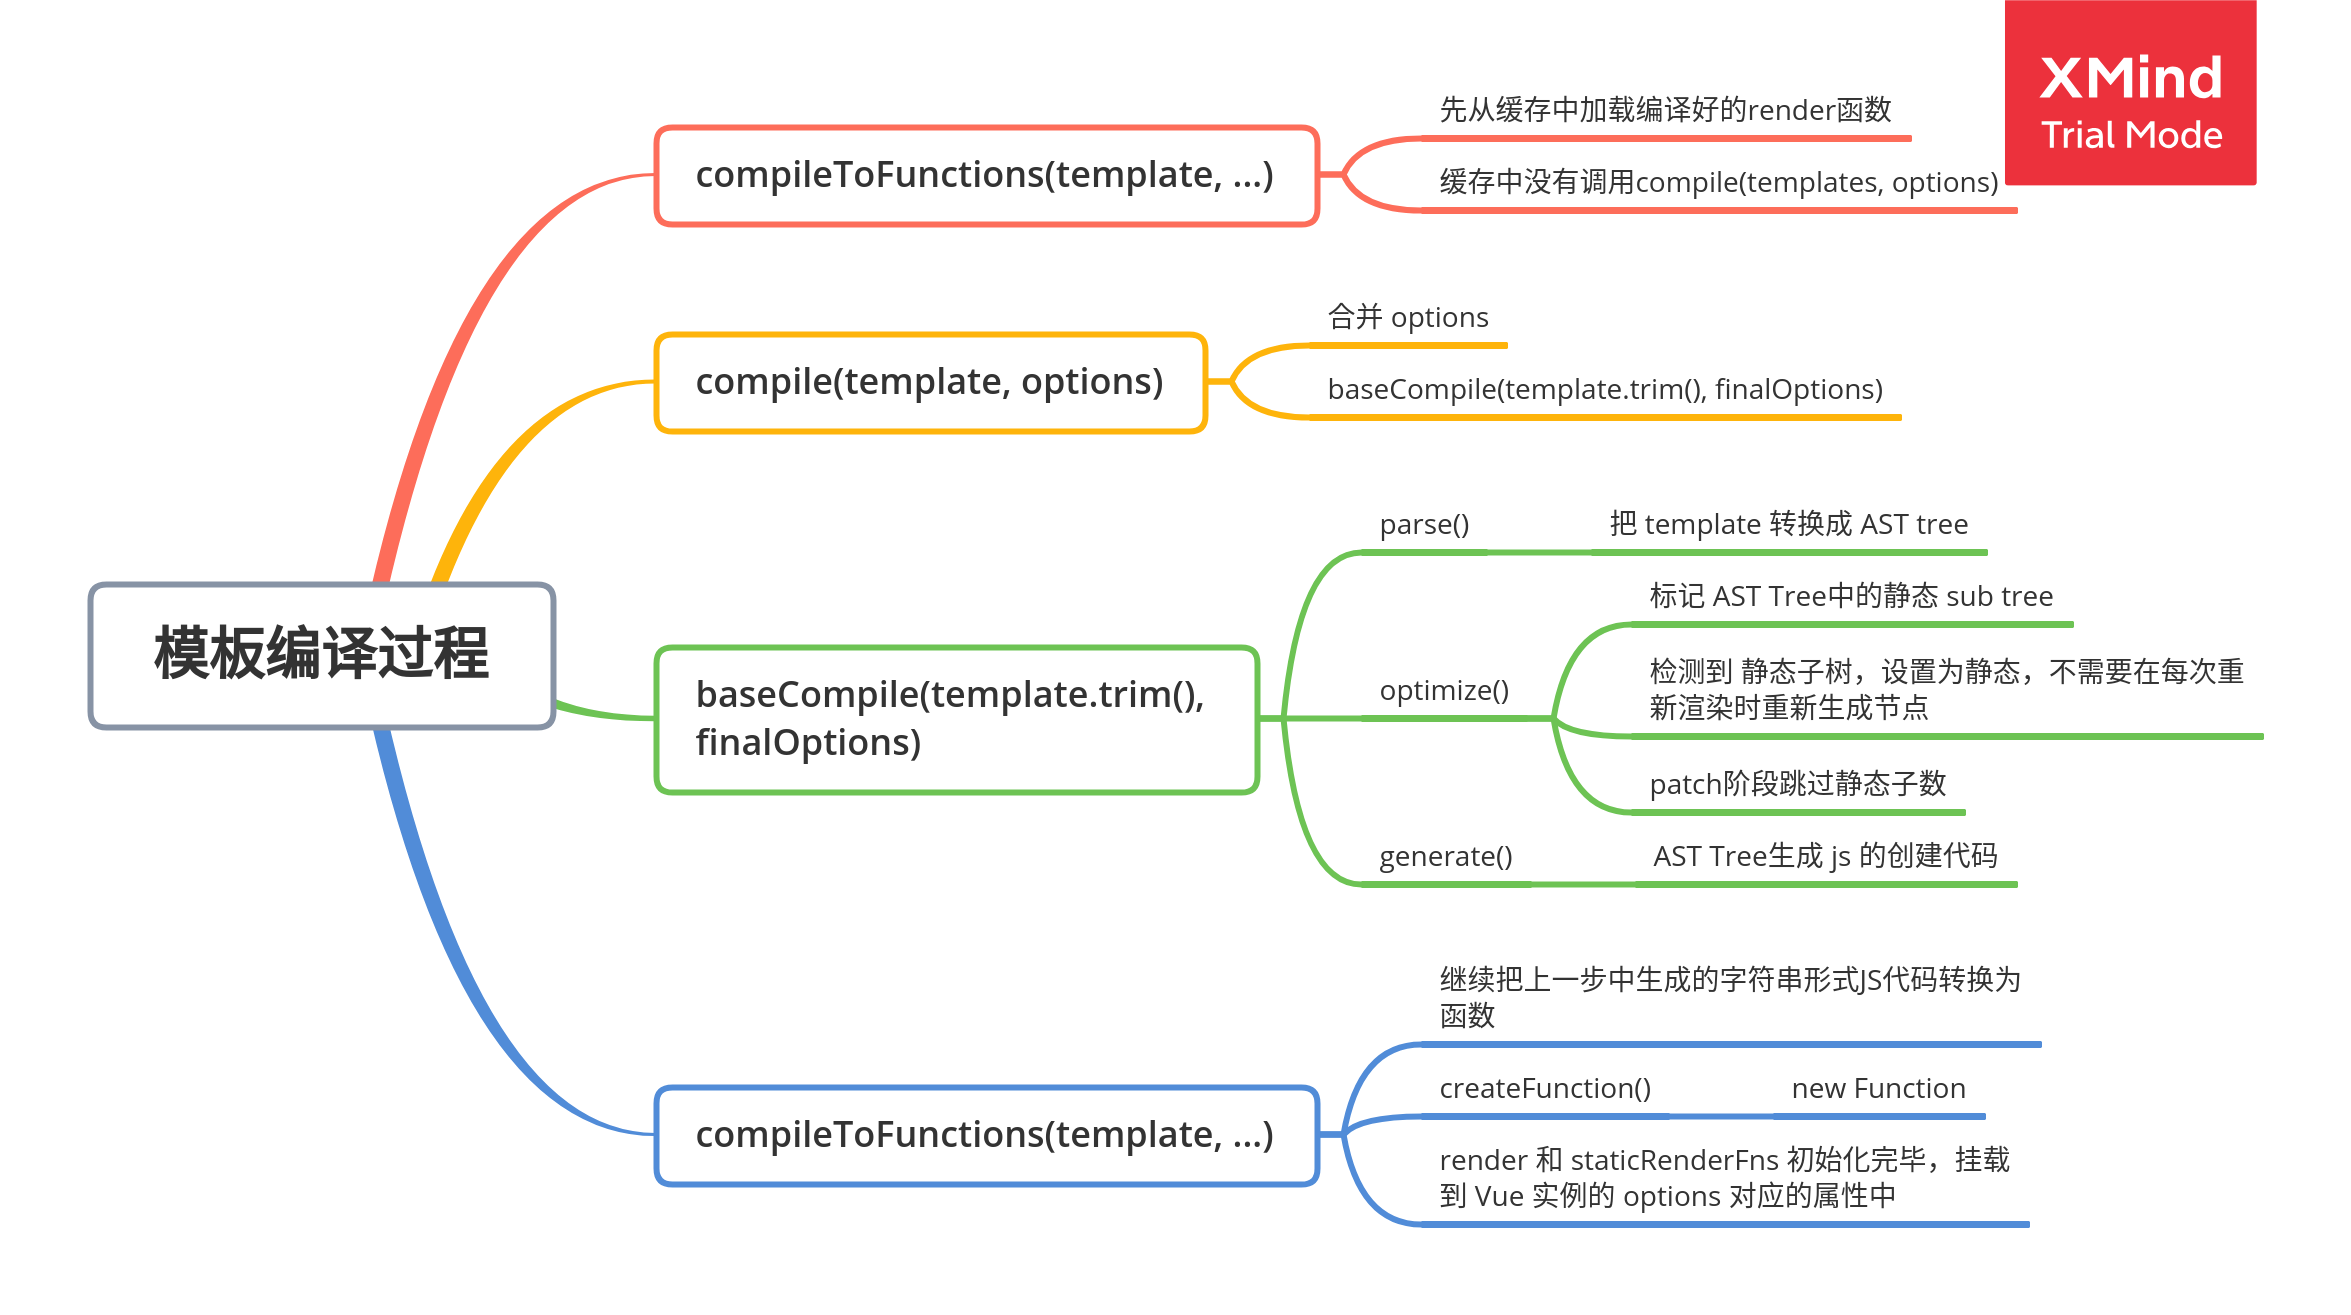 XMind
Trial Mode
模板编译过程
compileToFunctions(template, ...)
先从缓存中加载编译好的render函数
缓存中没有调用compile(templates, options)
compile(template, options)
合并 options
baseCompile(template.trim(), finalOptions)
baseCompile(template.trim(),
finalOptions)
parse()
把 template 转换成 AST tree
optimize()
标记 AST Tree中的静态 sub tree
检测到 静态子树，设置为静态，不需要在每次重
新渲染时重新生成节点
patch阶段跳过静态子数
generate()
AST Tree生成 js 的创建代码
compileToFunctions(template, ...)
继续把上一步中生成的字符串形式JS代码转换为
函数
createFunction()
new Function
render 和 staticRenderFns 初始化完毕，挂载
到 Vue 实例的 options 对应的属性中